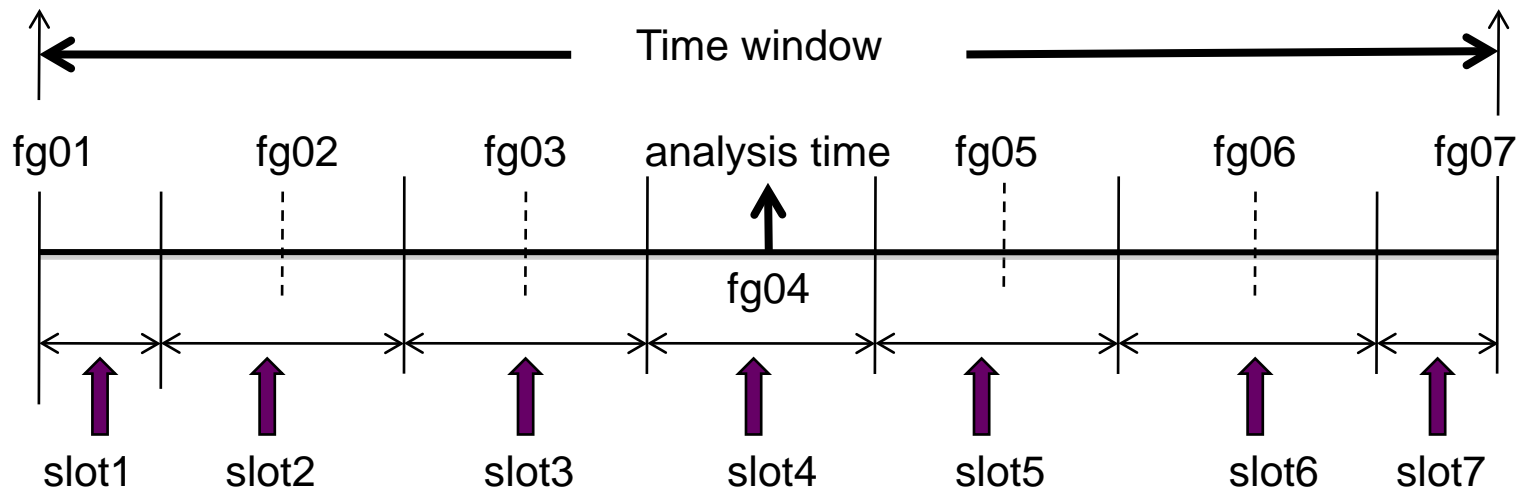 Time window
fg01 fg02 fg03 analysis time fg05 fg06 fg07
fg04
slot1 slot2 slot3 slot4 slot5 slot6 slot7